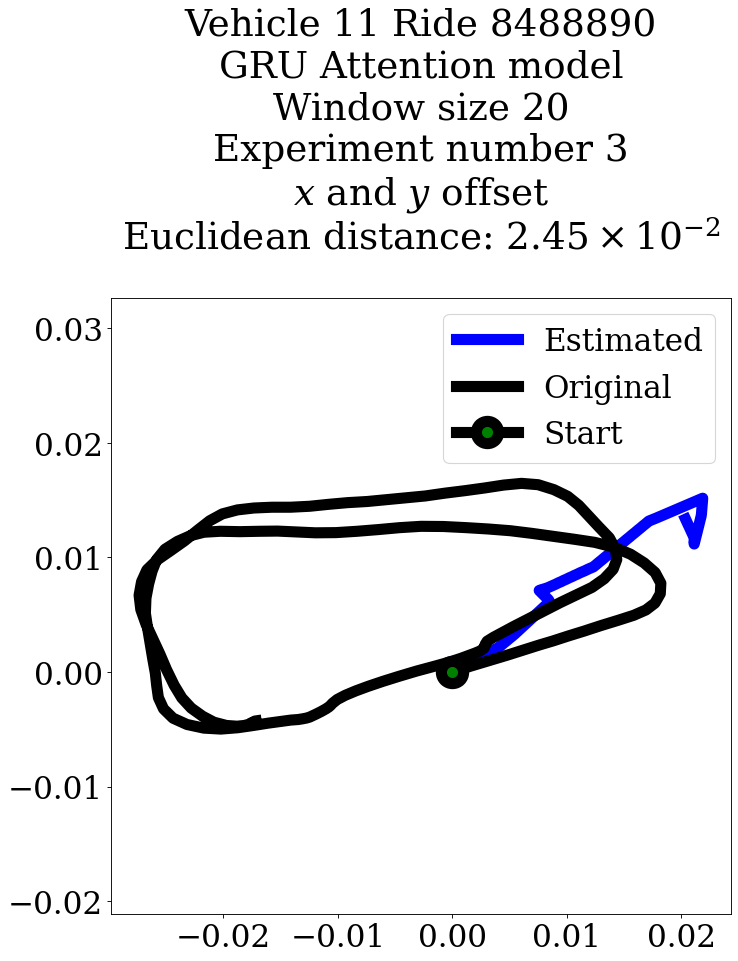 Vehicle 11 Ride 8488890
GRU Attention model
Window size 20
Experiment number 3
x and y offset
Euclidean distance: 2.45 × 10⁻²
Estimated
Original
Start
0.03
0.02
0.01
0.00
−0.01
−0.02
−0.02 −0.01 0.00 0.01 0.02